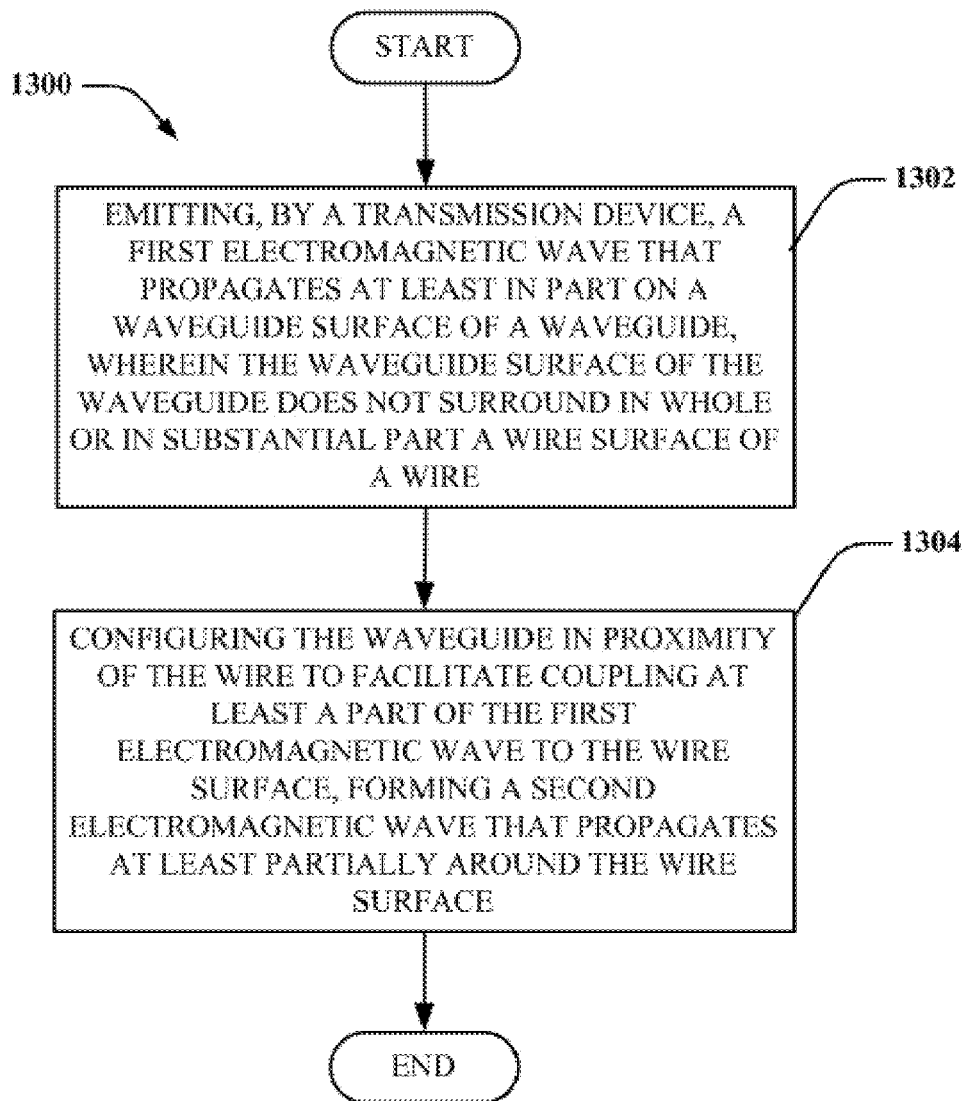 START
1300
1302
EMITTING, BY A TRANSMISSION DEVICE, A
FIRST ELECTROMAGNETIC WAVE THAT
PROPAGATES AT LEAST IN PART ON A
WAVEGUIDE SURFACE OF A WAVEGUIDE,
WHEREIN THE WAVEGUIDE SURFACE OF THE
WAVEGUIDE DOES NOT SURROUND IN WHOLE
OR IN SUBSTANTIAL PART A WIRE SURFACE OF
A WIRE
1304
CONFIGURING THE WAVEGUIDE IN PROXIMITY
OF THE WIRE TO FACILITATE COUPLING AT
LEAST A PART OF THE FIRST
ELECTROMAGNETIC WAVE TO THE WIRE
SURFACE, FORMING A SECOND
ELECTROMAGNETIC WAVE THAT PROPAGATES
AT LEAST PARTIALLY AROUND THE WIRE
SURFACE
END